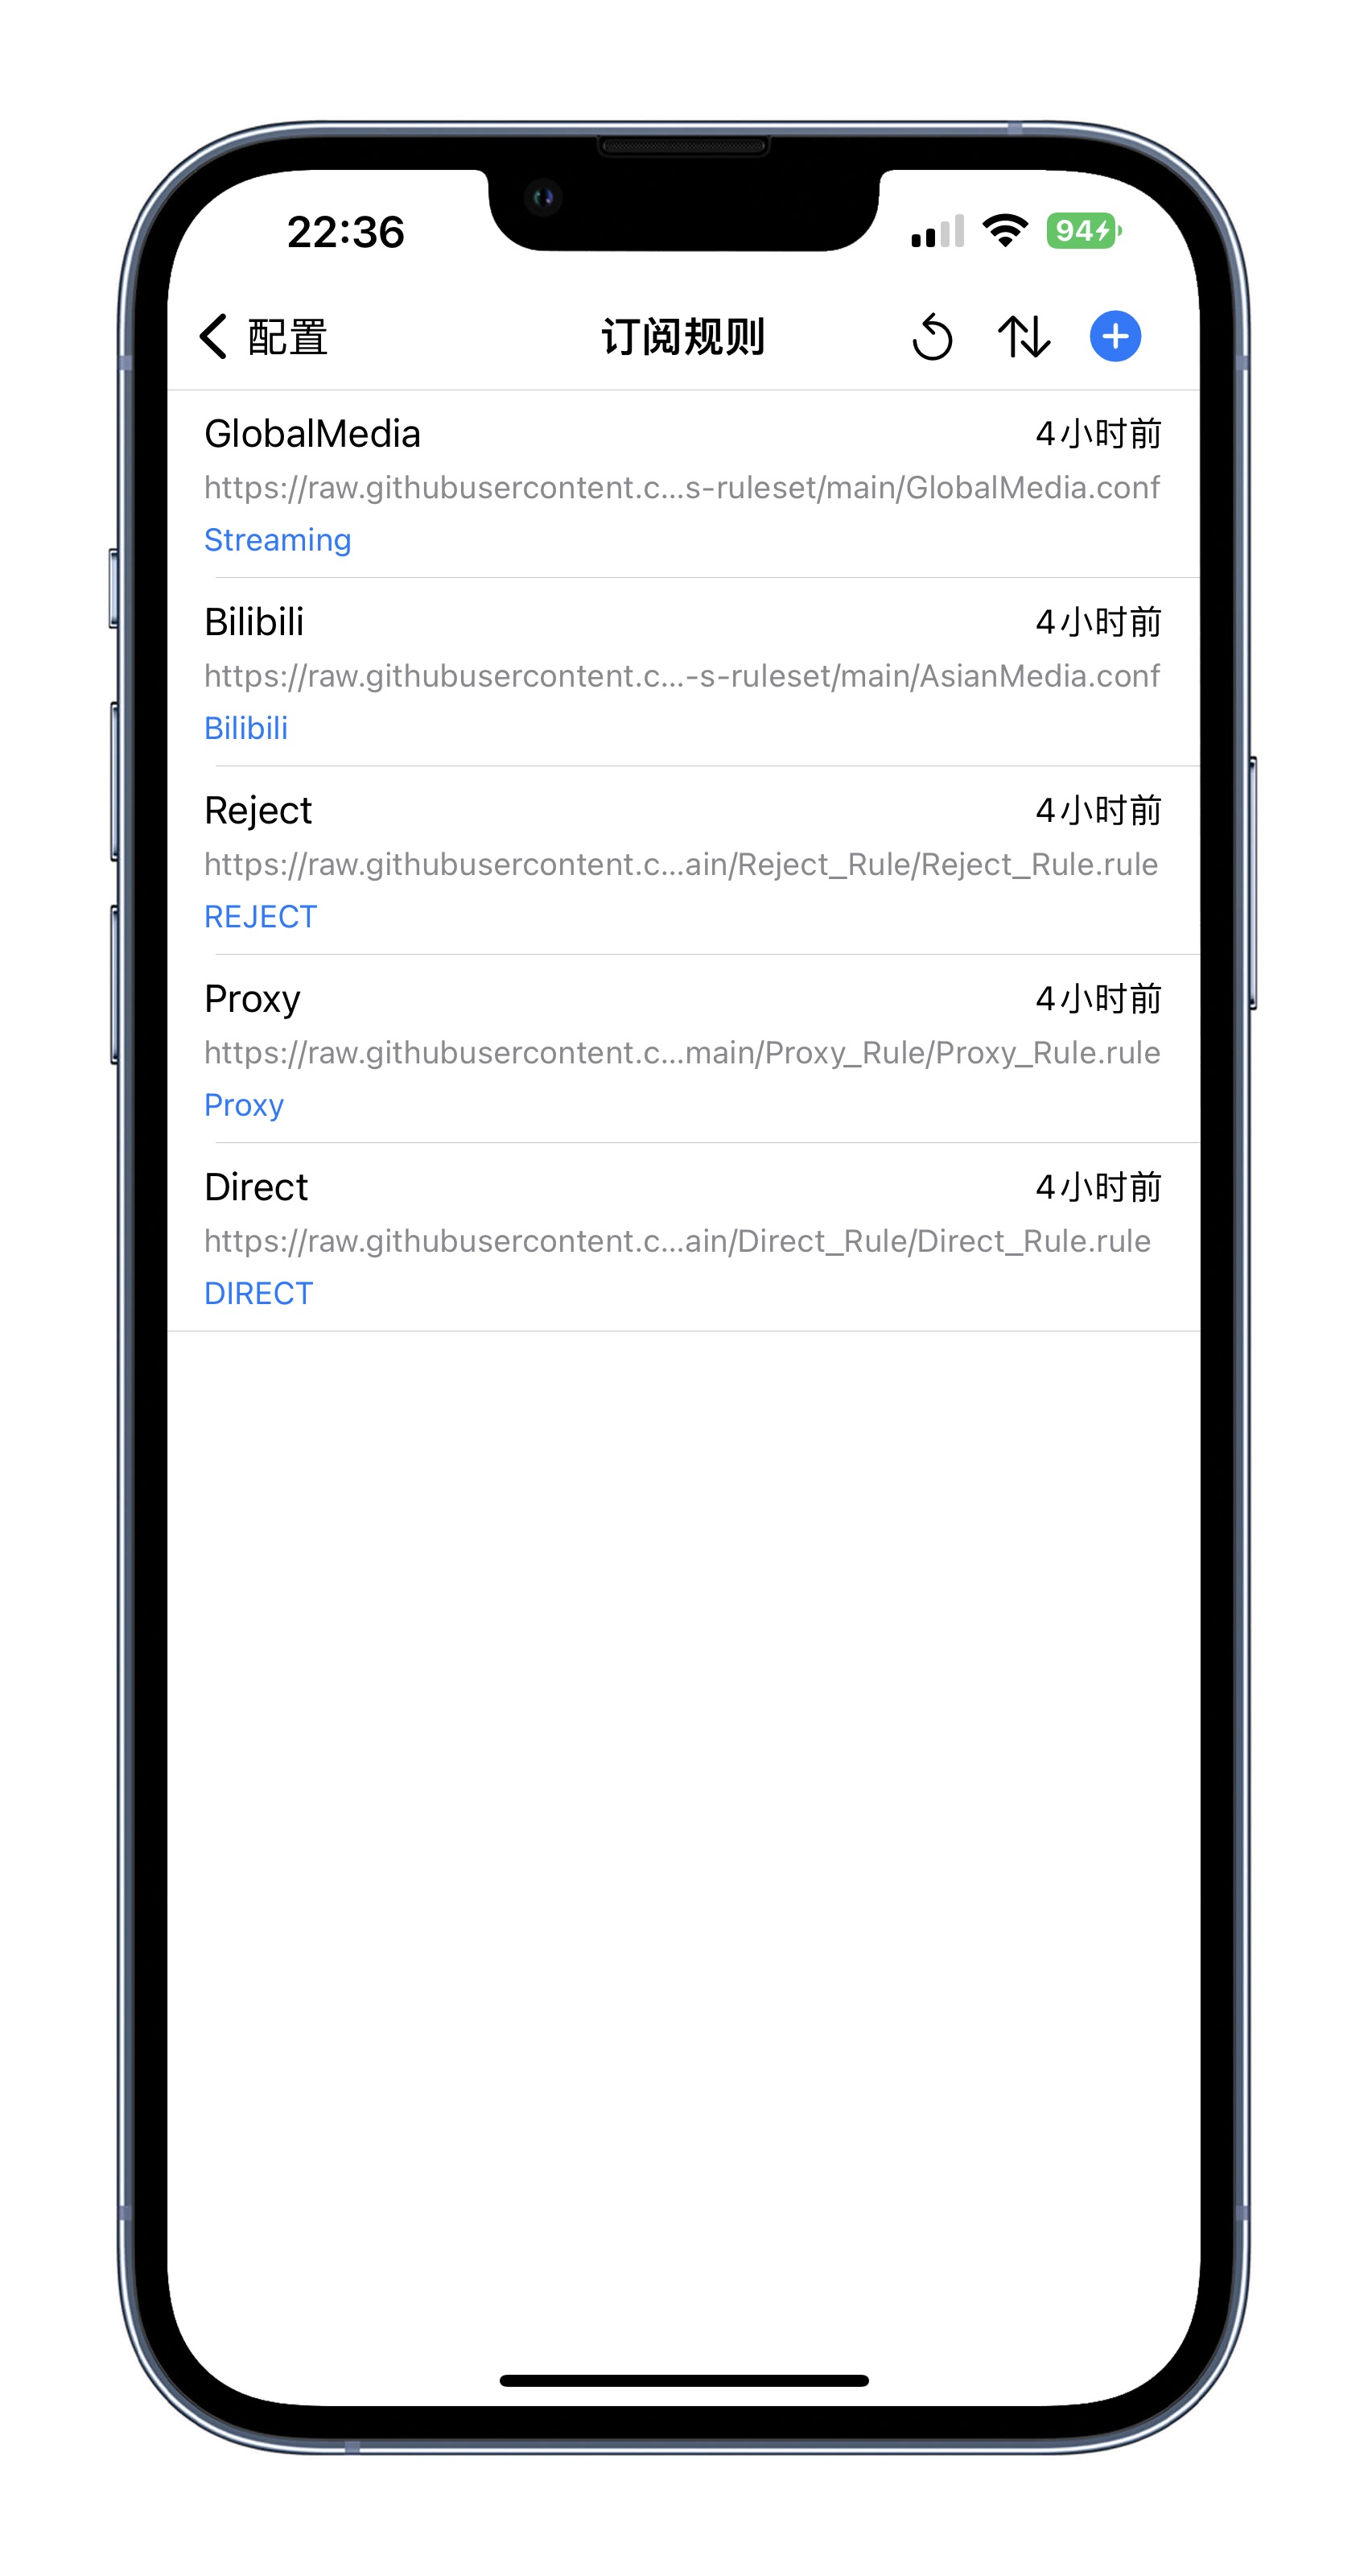 22:36
94
配置
订阅规则
GlobalMedia
4小时前
https://raw.githubusercontent.c...s-ruleset/main/GlobalMedia.conf
Streaming
Bilibili
4小时前
https://raw.githubusercontent.c...-s-ruleset/main/AsianMedia.conf
Bilibili
Reject
4小时前
https://raw.githubusercontent.c...ain/Reject_Rule/Reject_Rule.rule
REJECT
Proxy
4小时前
https://raw.githubusercontent.c...main/Proxy_Rule/Proxy_Rule.rule
Proxy
Direct
4小时前
https://raw.githubusercontent.c...ain/Direct_Rule/Direct_Rule.rule
DIRECT